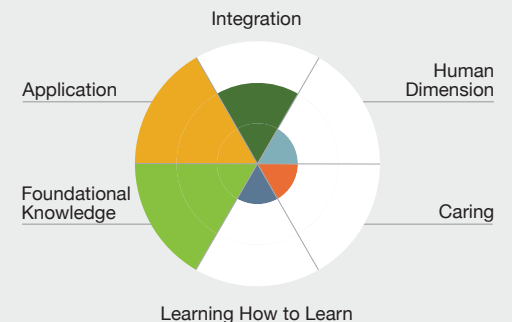 Integration
Application
Human
Dimension
Foundational
Knowledge
Caring
Learning How to Learn